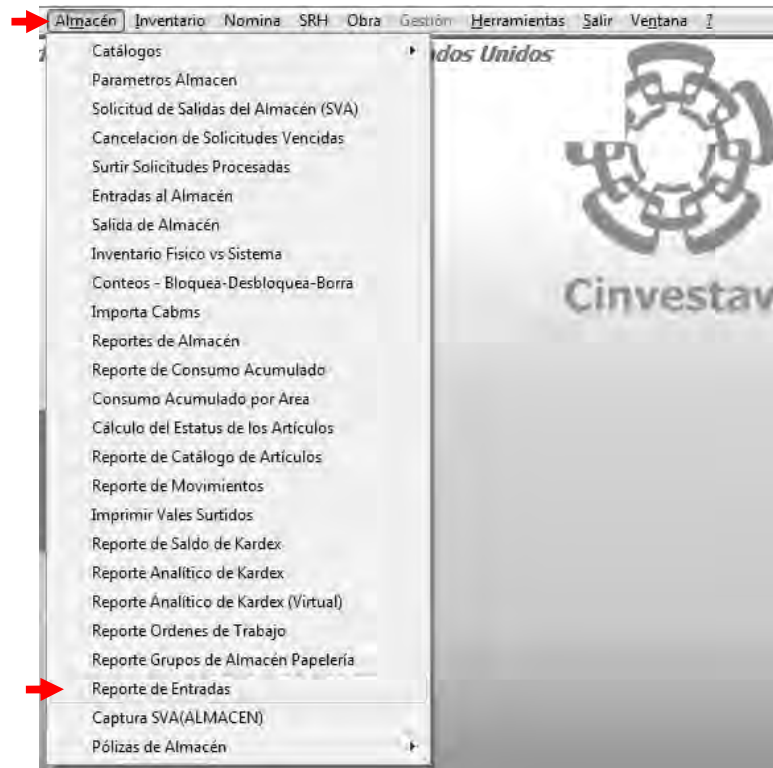 Almacén Inventario Nomina SRH Obra Gestión Herramientas Salir Ventana ?
dos Unidos
Catálogos
Parametros Almacen
Solicitud de Salidas del Almacén (SVA)
Cancelacion de Solicitudes Vencidas
Surtir Solicitudes Procesadas
Entradas al Almacén
Salida de Almacén
Inventario Fisico vs Sistema
Conteos - Bloquea-Desbloquea-Borra
Importa Cabms
Reportes de Almacén
Reporte de Consumo Acumulado
Consumo Acumulado por Area
Cálculo del Estatus de los Artículos
Reporte de Catálogo de Artículos
Reporte de Movimientos
Imprimir Vales Surtidos
Reporte de Saldo de Kardex
Reporte Analítico de Kardex
Reporte Analítico de Kardex (Virtual)
Reporte Ordenes de Trabajo
Reporte Grupos de Almacén Papelería
Reporte de Entradas
Captura SVA(ALMACEN)
Pólizas de Almacén
Cinvestav